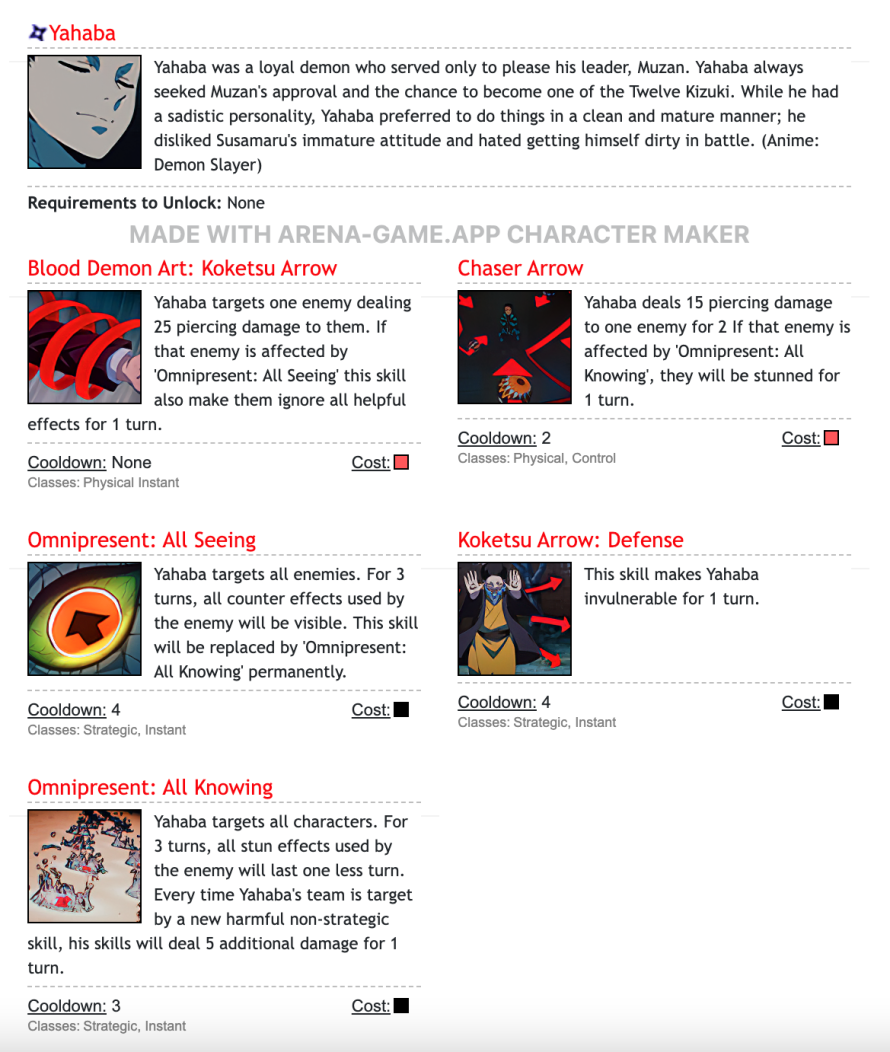 Yahaba
Yahaba was a loyal demon who served only to please his leader, Muzan. Yahaba always
seeked Muzan's approval and the chance to become one of the Twelve Kizuki. While he had
a sadistic personality, Yahaba preferred to do things in a clean and mature manner; he
disliked Susamaru's immature attitude and hated getting himself dirty in battle. (Anime:
Demon Slayer)
Requirements to Unlock: None
MADE WITH ARENA-GAME.APP CHARACTER MAKER
Blood Demon Art: Koketsu Arrow
Yahaba targets one enemy dealing
25 piercing damage to them. If
that enemy is affected by
'Omnipresent: All Seeing' this skill
also make them ignore all helpful
effects for 1 turn.
Cooldown: None
Cost:
Classes: Physical Instant
Chaser Arrow
Yahaba deals 15 piercing damage
to one enemy for 2 If that enemy is
affected by 'Omnipresent: All
Knowing', they will be stunned for
1 turn.
Cooldown: 2
Cost:
Classes: Physical, Control
Omnipresent: All Seeing
Yahaba targets all enemies. For 3
turns, all counter effects used by
the enemy will be visible. This skill
will be replaced by 'Omnipresent:
All Knowing' permanently.
Cooldown: 4
Cost:
Classes: Strategic, Instant
Koketsu Arrow: Defense
This skill makes Yahaba
invulnerable for 1 turn.
Cooldown: 4
Cost:
Classes: Strategic, Instant
Omnipresent: All Knowing
Yahaba targets all characters. For
3 turns, all stun effects used by
the enemy will last one less turn.
Every time Yahaba's team is target
by a new harmful non-strategic
skill, his skills will deal 5 additional damage for 1
turn.
Cooldown: 3
Cost:
Classes: Strategic, Instant